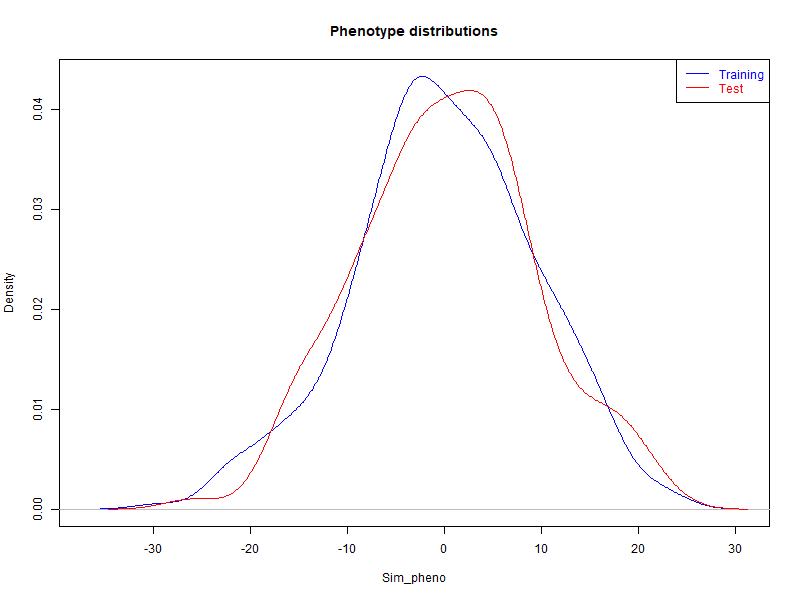 Phenotype distributions
Training
Test
Density
0.04
0.03
0.02
0.01
0.00
-30 -20 -10 0 10 20 30
Sim_pheno